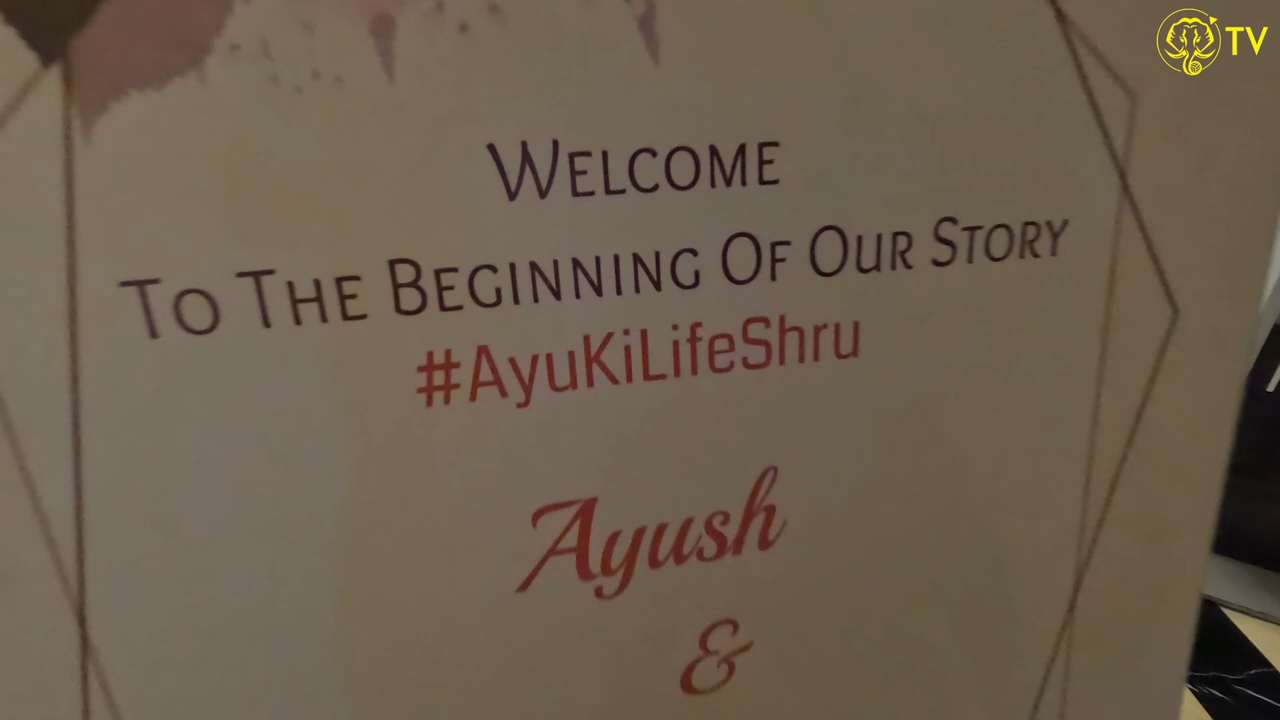 TV
WELCOME
TO THE BEGINNING OF OUR STORY
#AyuKiLifeShru
Ayush
&